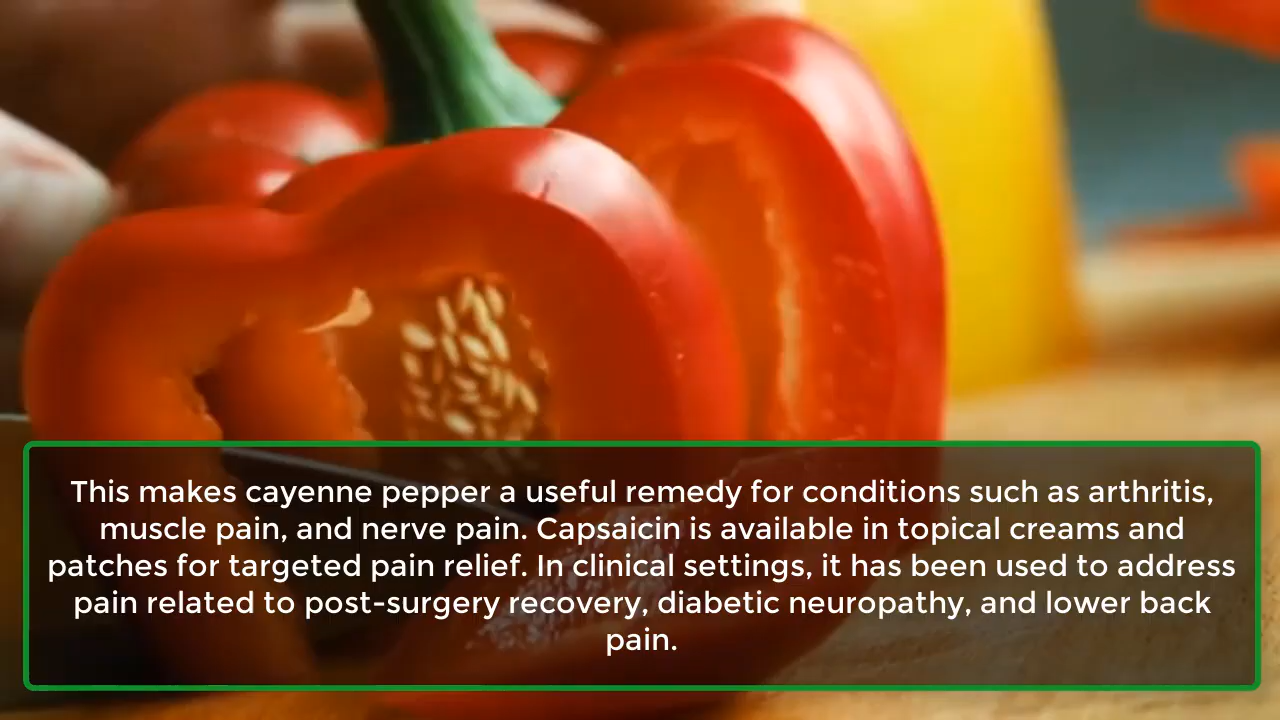 This makes cayenne pepper a useful remedy for conditions such as arthritis,
muscle pain, and nerve pain. Capsaicin is available in topical creams and
patches for targeted pain relief. In clinical settings, it has been used to address
pain related to post-surgery recovery, diabetic neuropathy, and lower back
pain.